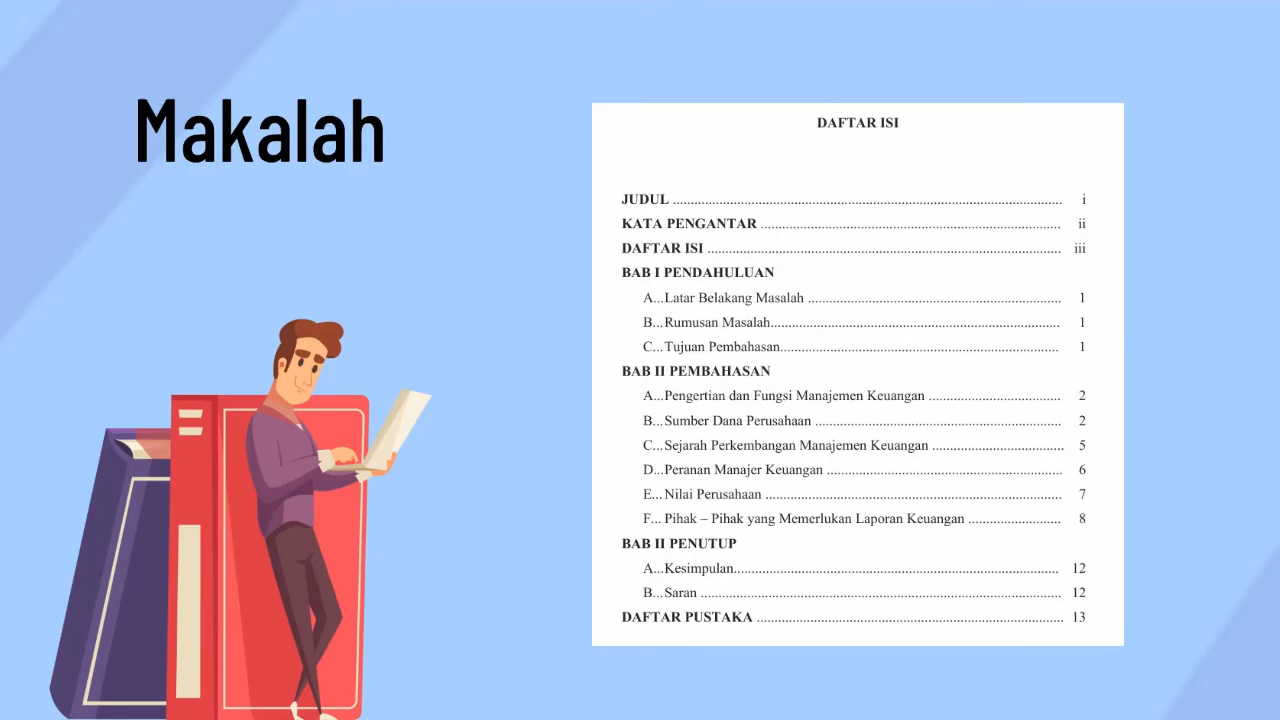 Makalah
DAFTAR ISI
JUDUL ........................................................................................................ i
KATA PENGANTAR ................................................................................ ii
DAFTAR ISI ............................................................................................... iii
BAB I PENDAHULUAN
A...Latar Belakang Masalah .................................................................... 1
B...Rumusan Masalah............................................................................. 1
C...Tujuan Pembahasan........................................................................... 1
BAB II PEMBAHASAN
A...Pengertian dan Fungsi Manajemen Keuangan .................................... 2
B...Sumber Dana Perusahaan .................................................................. 2
C...Sejarah Perkembangan Manajemen Keuangan ................................... 5
D...Peranan Manajer Keuangan ............................................................... 6
E...Nilai Perusahaan ............................................................................... 7
F... Pihak – Pihak yang Memerlukan Laporan Keuangan ......................... 8
BAB II PENUTUP
A...Kesimpulan....................................................................................... 12
B...Saran ................................................................................................ 12
DAFTAR PUSTAKA .................................................................................. 13